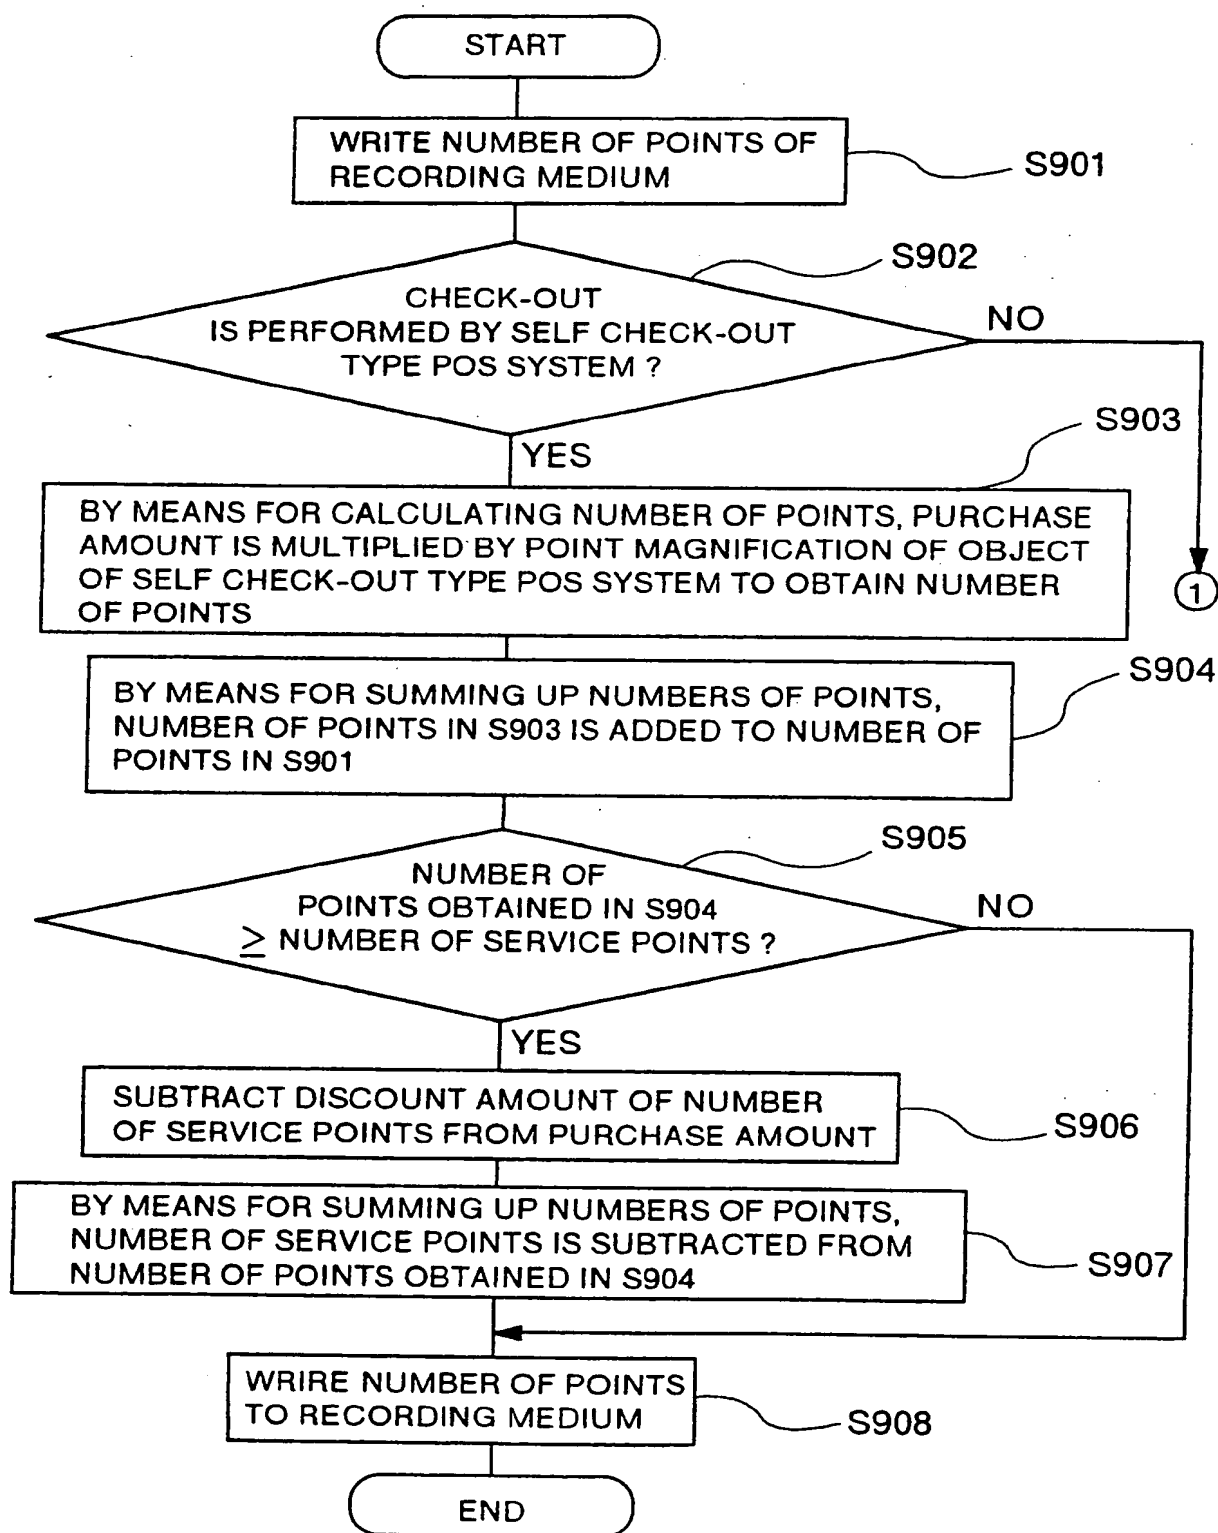 START
WRITE NUMBER OF POINTS OF
RECORDING MEDIUM
S901
S902
CHECK-OUT
IS PERFORMED BY SELF CHECK-OUT
TYPE POS SYSTEM ?
NO
YES
S903
BY MEANS FOR CALCULATING NUMBER OF POINTS, PURCHASE
AMOUNT IS MULTIPLIED BY POINT MAGNIFICATION OF OBJECT
OF SELF CHECK-OUT TYPE POS SYSTEM TO OBTAIN NUMBER
OF POINTS
1
S904
BY MEANS FOR SUMMING UP NUMBERS OF POINTS,
NUMBER OF POINTS IN S903 IS ADDED TO NUMBER OF
POINTS IN S901
S905
NUMBER OF
POINTS OBTAINED IN S904
≥ NUMBER OF SERVICE POINTS ?
NO
YES
SUBTRACT DISCOUNT AMOUNT OF NUMBER
OF SERVICE POINTS FROM PURCHASE AMOUNT
S906
BY MEANS FOR SUMMING UP NUMBERS OF POINTS,
NUMBER OF SERVICE POINTS IS SUBTRACTED FROM
NUMBER OF POINTS OBTAINED IN S904
S907
WRIRE NUMBER OF POINTS
TO RECORDING MEDIUM
S908
END